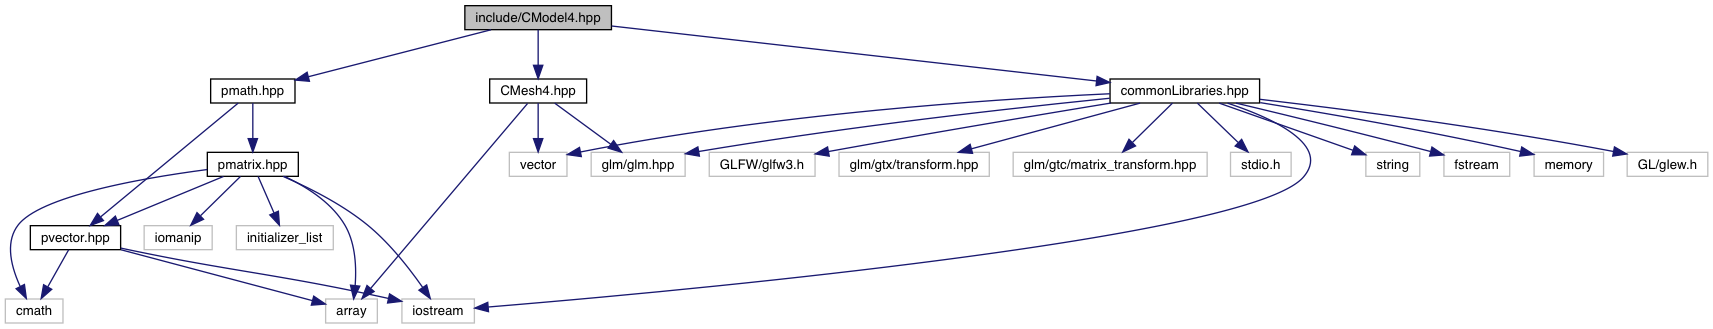 include/CModel4.hpp
pmath.hpp
CMesh4.hpp
commonLibraries.hpp
pmatrix.hpp
vector
glm/glm.hpp
GLFW/glfw3.h
glm/gtx/transform.hpp
glm/gtc/matrix_transform.hpp
stdio.h
string
fstream
memory
GL/glew.h
pvector.hpp
iomanip
initializer_list
cmath
array
iostream